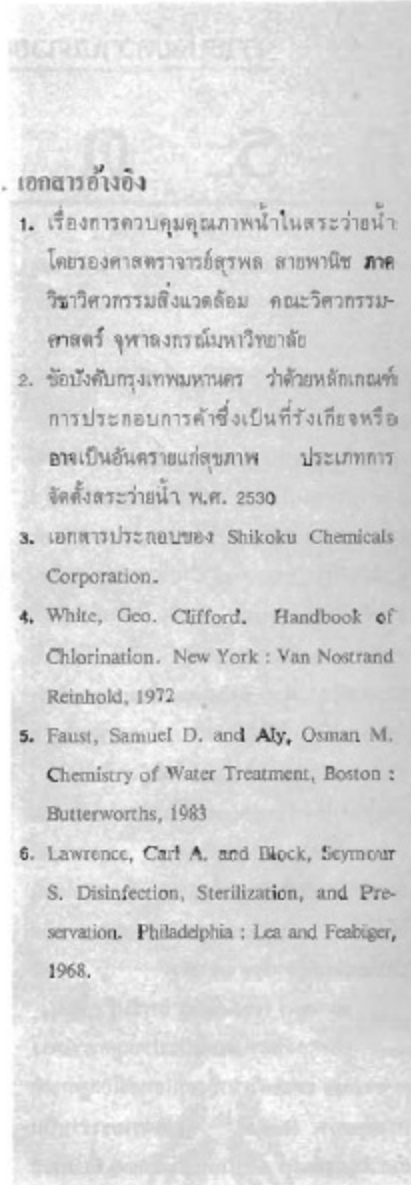 . เอกสารอ้างอิง
1. เรื่องการควบคุมคุณภาพน้ำในสระว่ายน้ำ
โดยรองศาสตราจารย์สุรพล สายพานิช ภาค
วิชาวิศวกรรมสิ่งแวดล้อม คณะวิศวกรรม-
ศาสตร์ จุฬาลงกรณ์มหาวิทยาลัย
2. ข้อบังคับกรุงเทพมหานคร ว่าด้วยหลักเกณฑ์
การประกอบการค้าซึ่งเป็นที่รังเกียจหรือ
อาจเป็นอันตรายแก่สุขภาพ ประเภทการ
จัดตั้งสระว่ายน้ำ พ.ศ. 2530
3. เอกสารประกอบของ Shikoku Chemicals
Corporation.
4. White, Geo. Clifford. Handbook of
Chlorination. New York : Van Nostrand
Reinhold, 1972
5. Faust, Samuel D. and Aly, Osman M.
Chemistry of Water Treatment, Boston :
Butterworths, 1983
6. Lawrence, Carl A. and Block, Seymour
S. Disinfection, Sterilization, and Pre-
servation. Philadelphia : Lea and Feabiger,
1968.